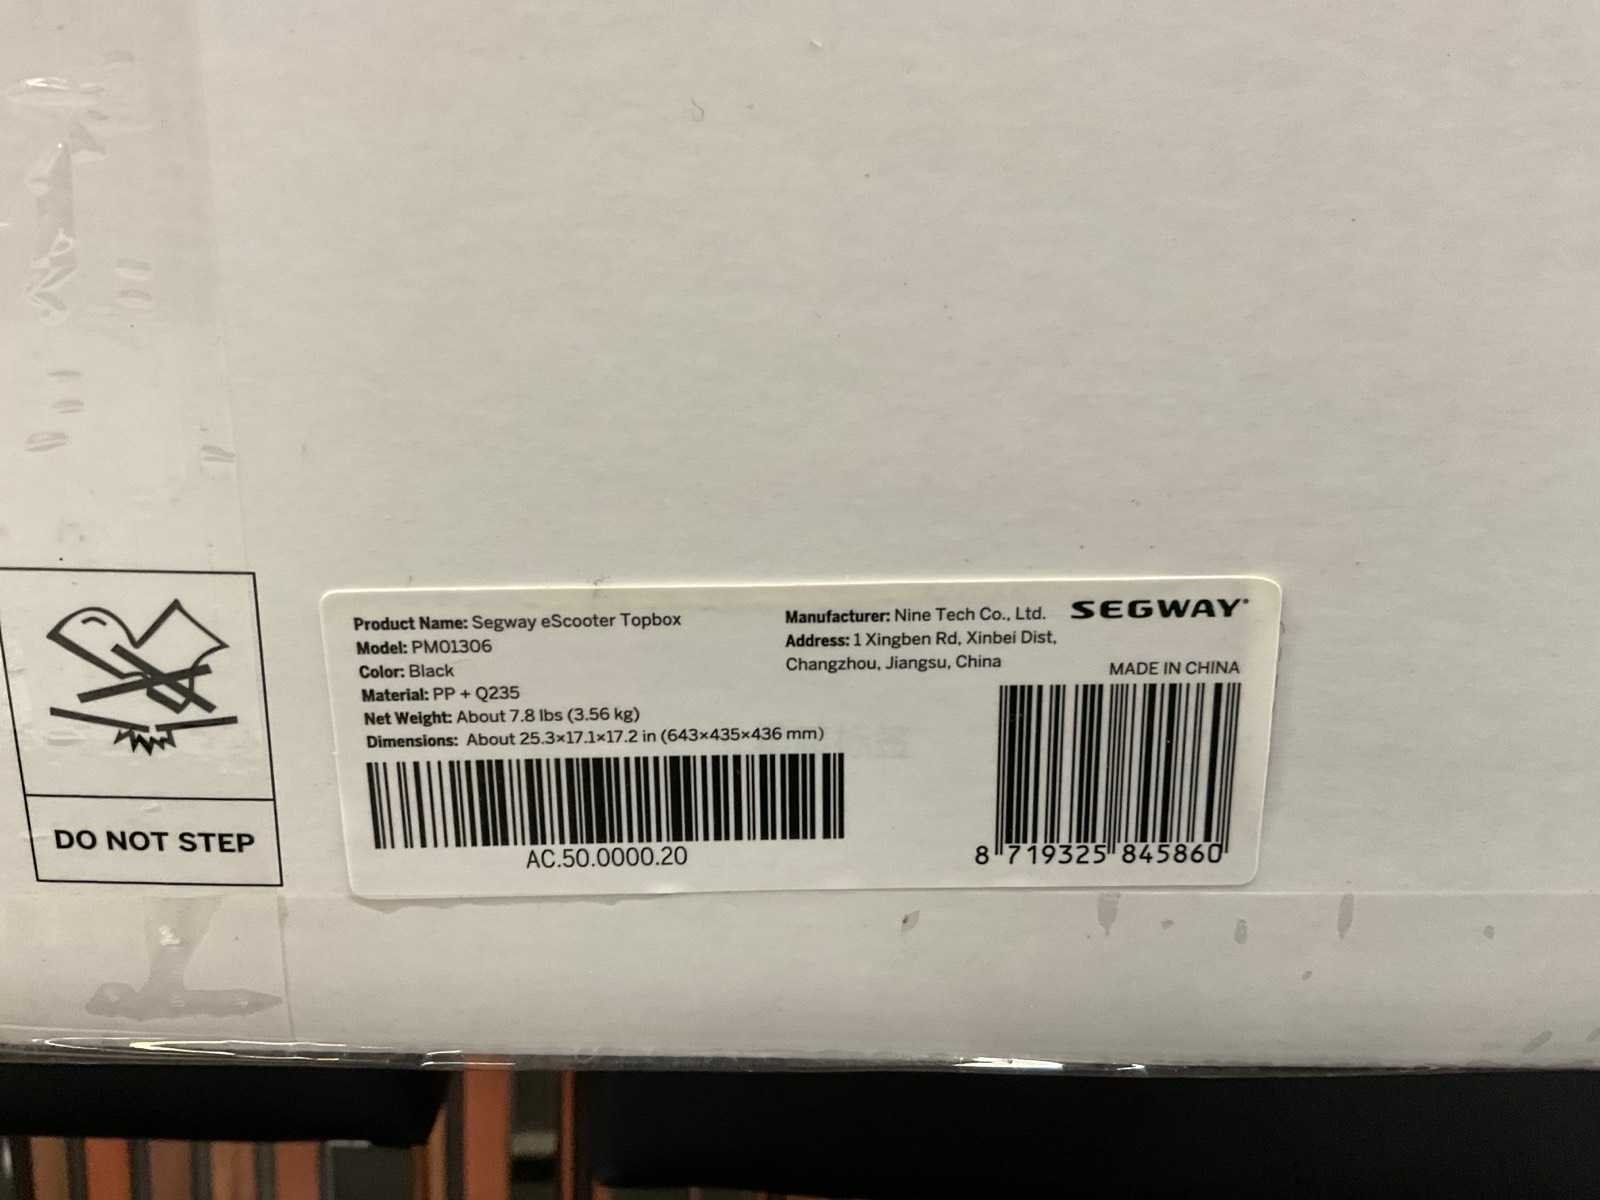 Product Name: Segway eScooter Topbox
Model: PM01306
Color: Black
Material: PP + Q235
Net Weight: About 7.8 lbs (3.56 kg)
Dimensions: About 25.3×17.1×17.2 in (643×435×436 mm)
AC.50.0000.20
Manufacturer: Nine Tech Co., Ltd.
Address: 1 Xingben Rd, Xinbei Dist,
Changzhou, Jiangsu, China
SEGWAY
MADE IN CHINA
8 719325 845860
DO NOT STEP